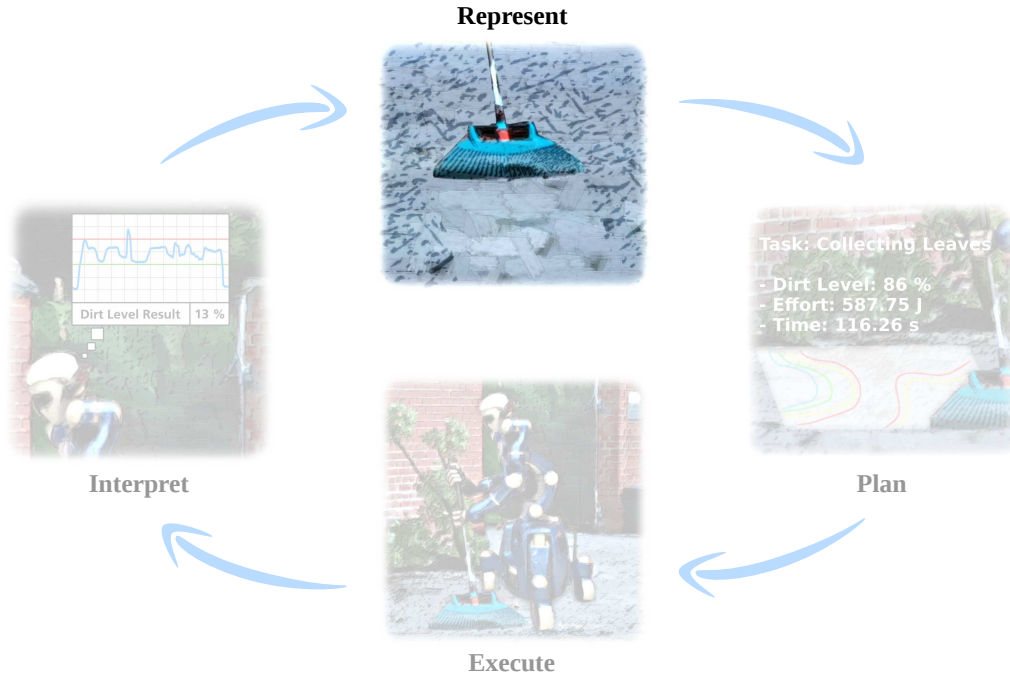 Represent
Task: Collecting Leaves
- Dirt Level: 86 %
- Effort: 587.75 J
- Time: 116.26 s
Dirt Level Result 13 %
Interpret
Plan
Execute